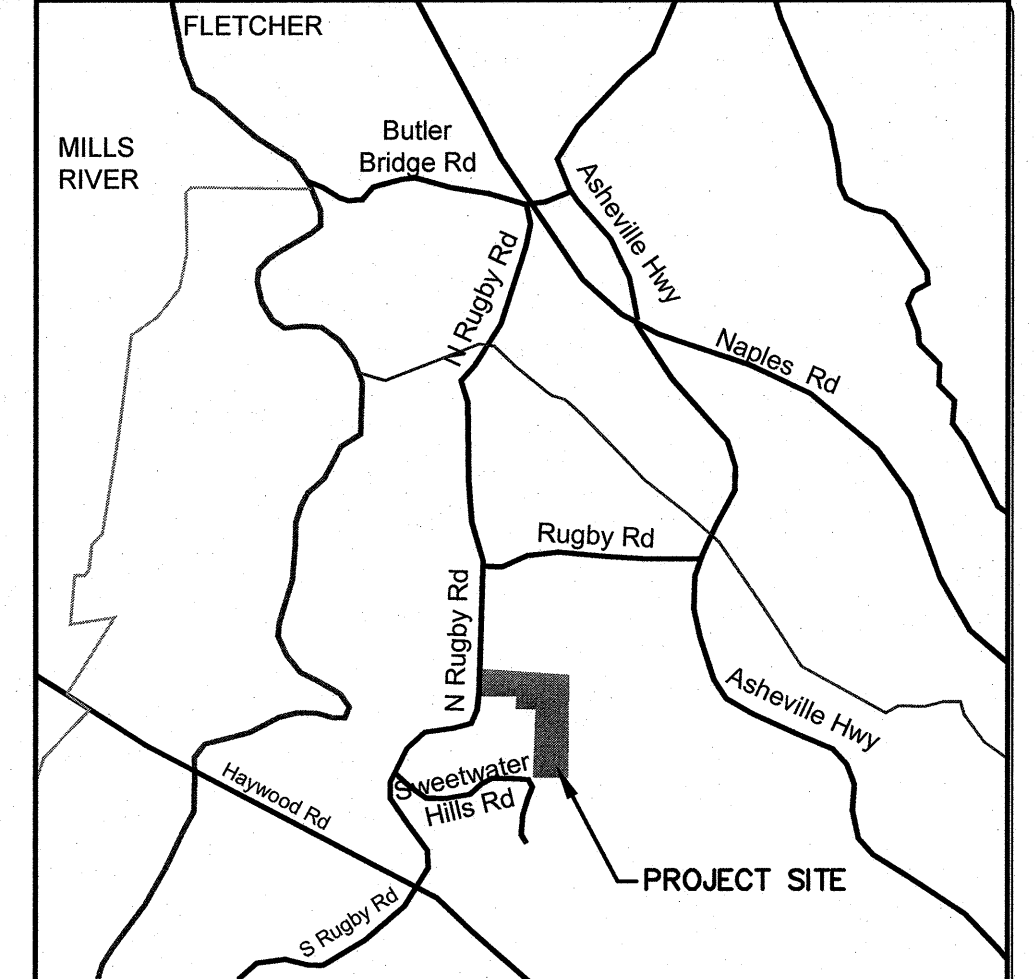 FLETCHER
MILLS
RIVER
Butler
Bridge Rd
Asheville Hwy
N Rugby Rd
Naples Rd
Rugby Rd
N Rugby Rd
Asheville Hwy
Sweetwater
Hills Rd
Haywood Rd
PROJECT SITE
S Rugby Rd